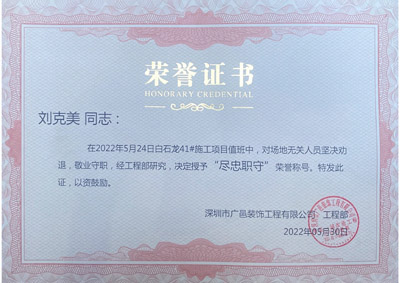 荣誉证书
HONORARY CREDENTIAL
刘克美 同志：
在2022年5月24日白石龙41#施工项目值班中，对场地无关人员坚决劝
退，敬业守职，经工程部研究，决定授予 “尽忠职守” 荣誉称号。特发此
证，以资鼓励。
深圳市广邑装饰工程有限公司 工程部
2022年05月30日